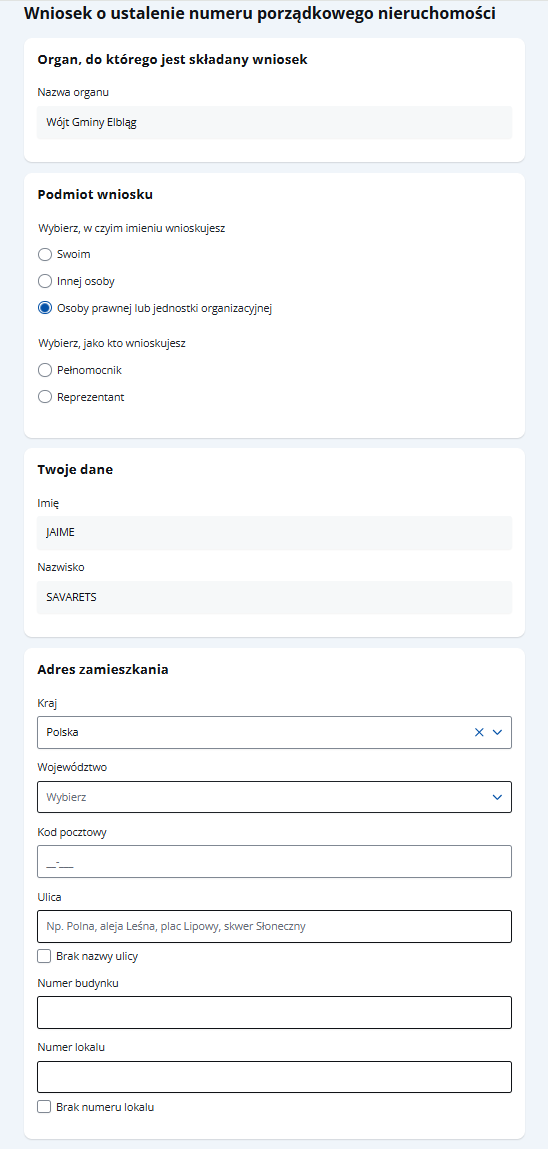 Wniosek o ustalenie numeru porządkowego nieruchomości
Organ, do którego jest składany wniosek
Nazwa organu
Wójt Gminy Elbląg
Podmiot wniosku
Wybierz, w czyim imieniu wnioskujesz
Swoim
Innej osoby
Osoby prawnej lub jednostki organizacyjnej
Wybierz, jako kto wnioskujesz
Pełnomocnik
Reprezentant
Twoje dane
Imię
JAIME
Nazwisko
SAVARETS
Adres zamieszkania
Kraj
Polska
Województwo
Wybierz
Kod pocztowy
__-___
Ulica
Np. Polna, aleja Leśna, plac Lipowy, skwer Słoneczny
Brak nazwy ulicy
Numer budynku
Numer lokalu
Brak numeru lokalu